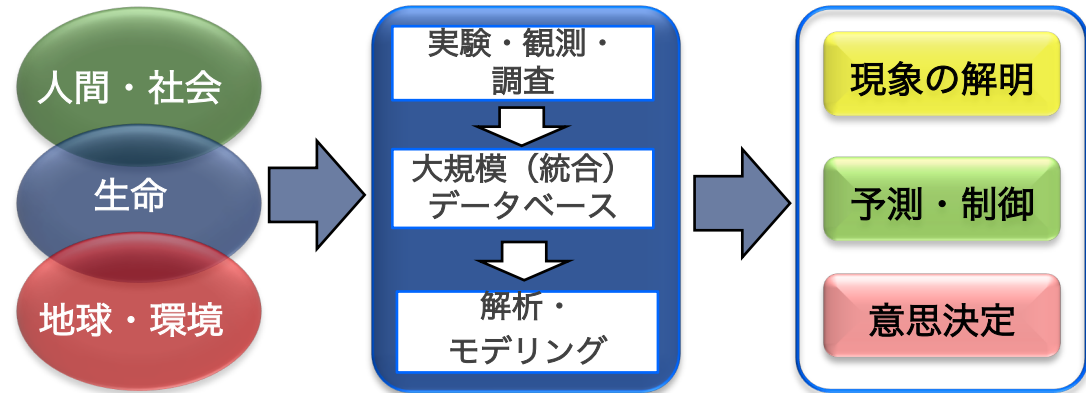 人間・社会
生命
地球・環境
実験・観測・
調査
大規模（統合）
データベース
解析・
モデリング
現象の解明
予測・制御
意思決定